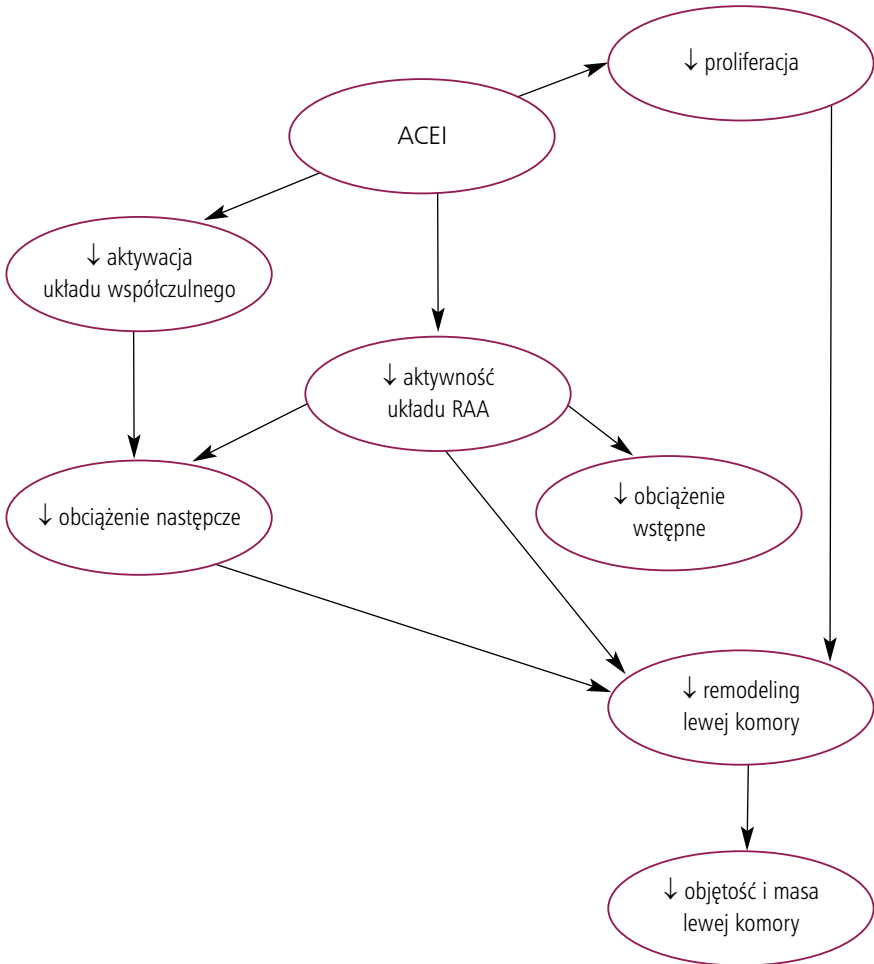 ↓ proliferacja
ACEI
↓ aktywacja
układu współczulnego
↓ aktywność
układu RAA
↓ obciążenie następcze
↓ obciążenie
wstępne
↓ remodeling
lewej komory
↓ objętość i masa
lewej komory